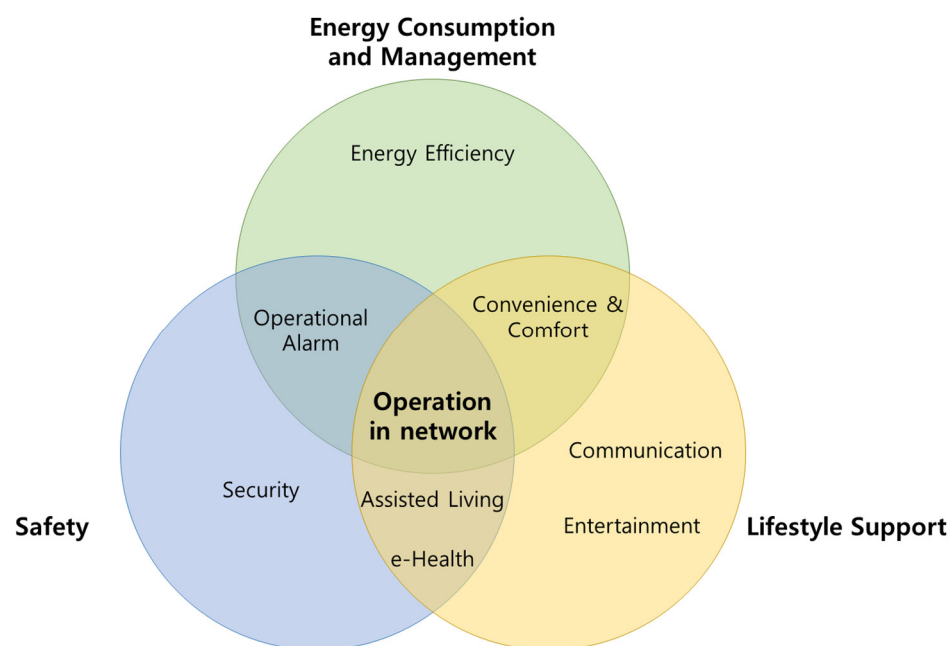 Energy Consumption
and Management
Energy Efficiency
Operational
Alarm
Convenience &
Comfort
Operation
in network
Communication
Security
Assisted Living
Safety
Entertainment
Lifestyle Support
e-Health